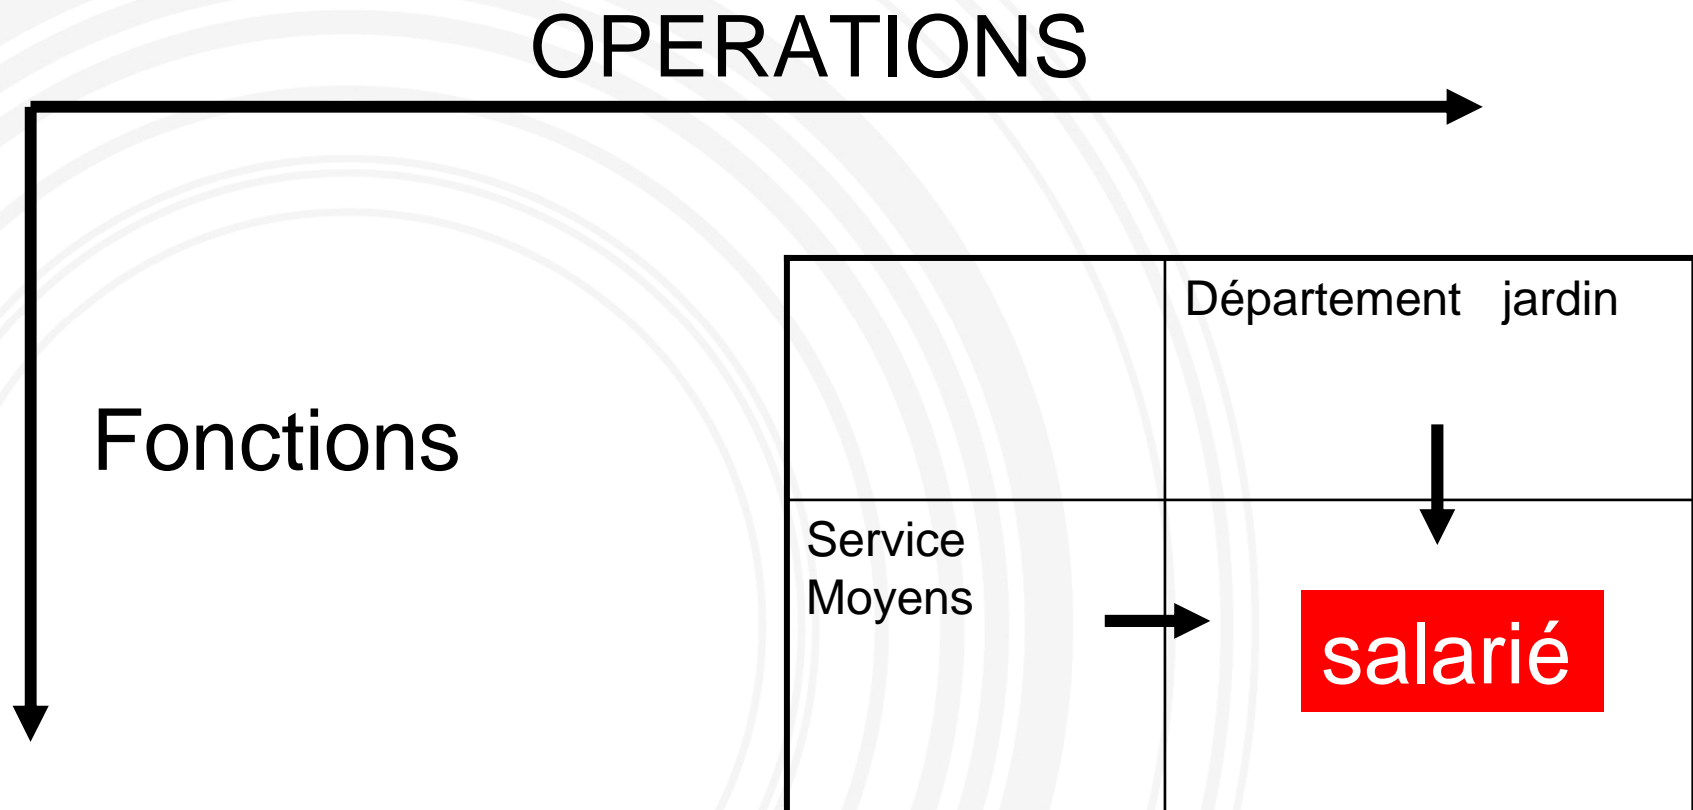 OPERATIONS
Fonctions
Département jardin
Service
Moyens
salarié